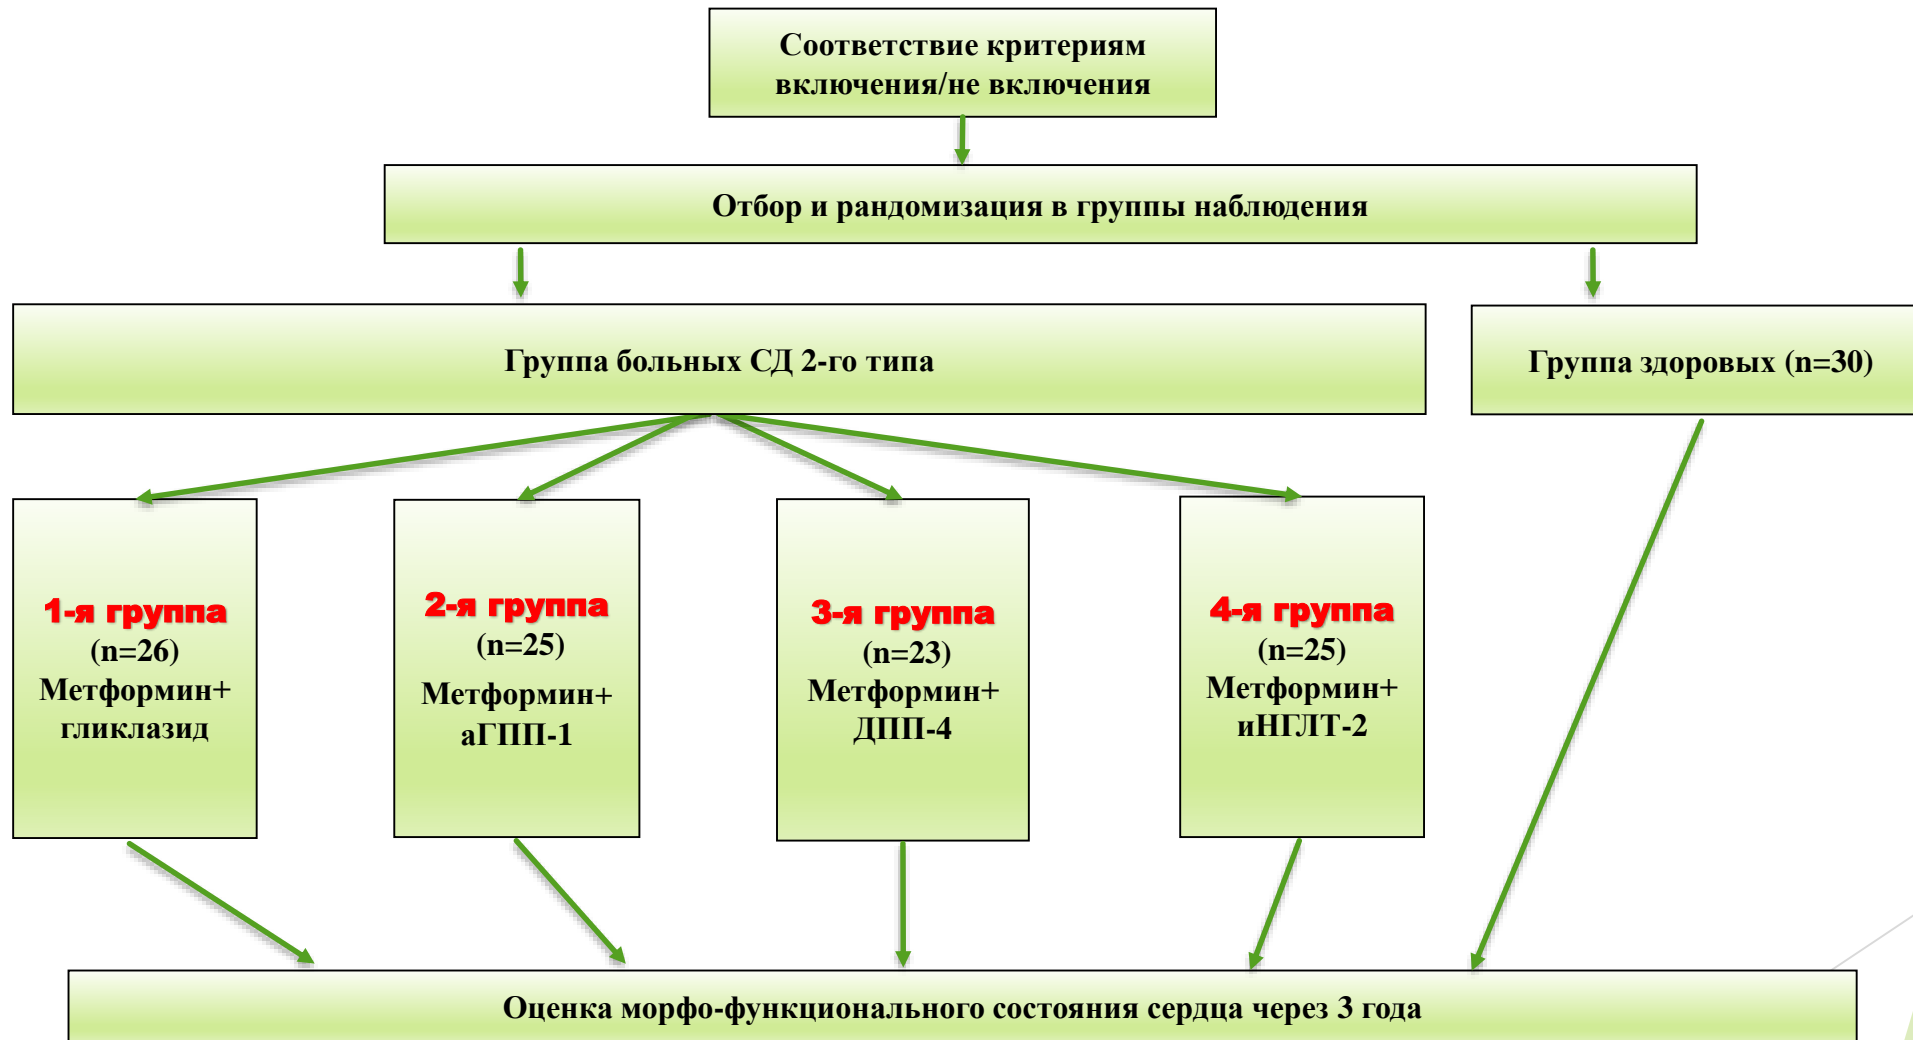 Соответствие критериям
включения/не включения
Отбор и рандомизация в группы наблюдения
Группа больных СД 2-го типа
Группа здоровых (n=30)
1-я группа
(n=26)
Метформин+
гликлазид
2-я группа
(n=25)
Метформин+
аГПП-1
3-я группа
(n=23)
Метформин+
ДПП-4
4-я группа
(n=25)
Метформин+
иНГЛТ-2
Оценка морфо-функционального состояния сердца через 3 года